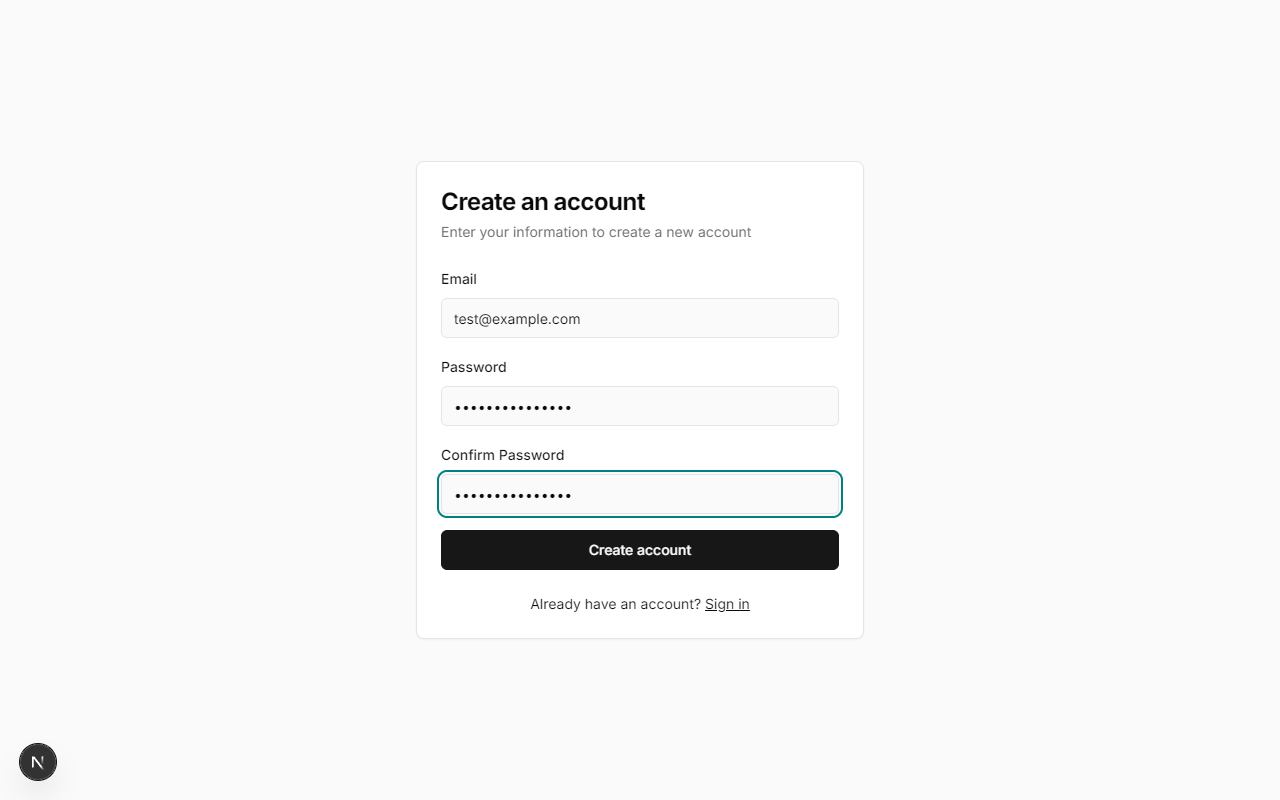 Create an account
Enter your information to create a new account
Email
test@example.com
Password
•••••••••••••••
Confirm Password
•••••••••••••••
Create account
Already have an account? Sign in
N